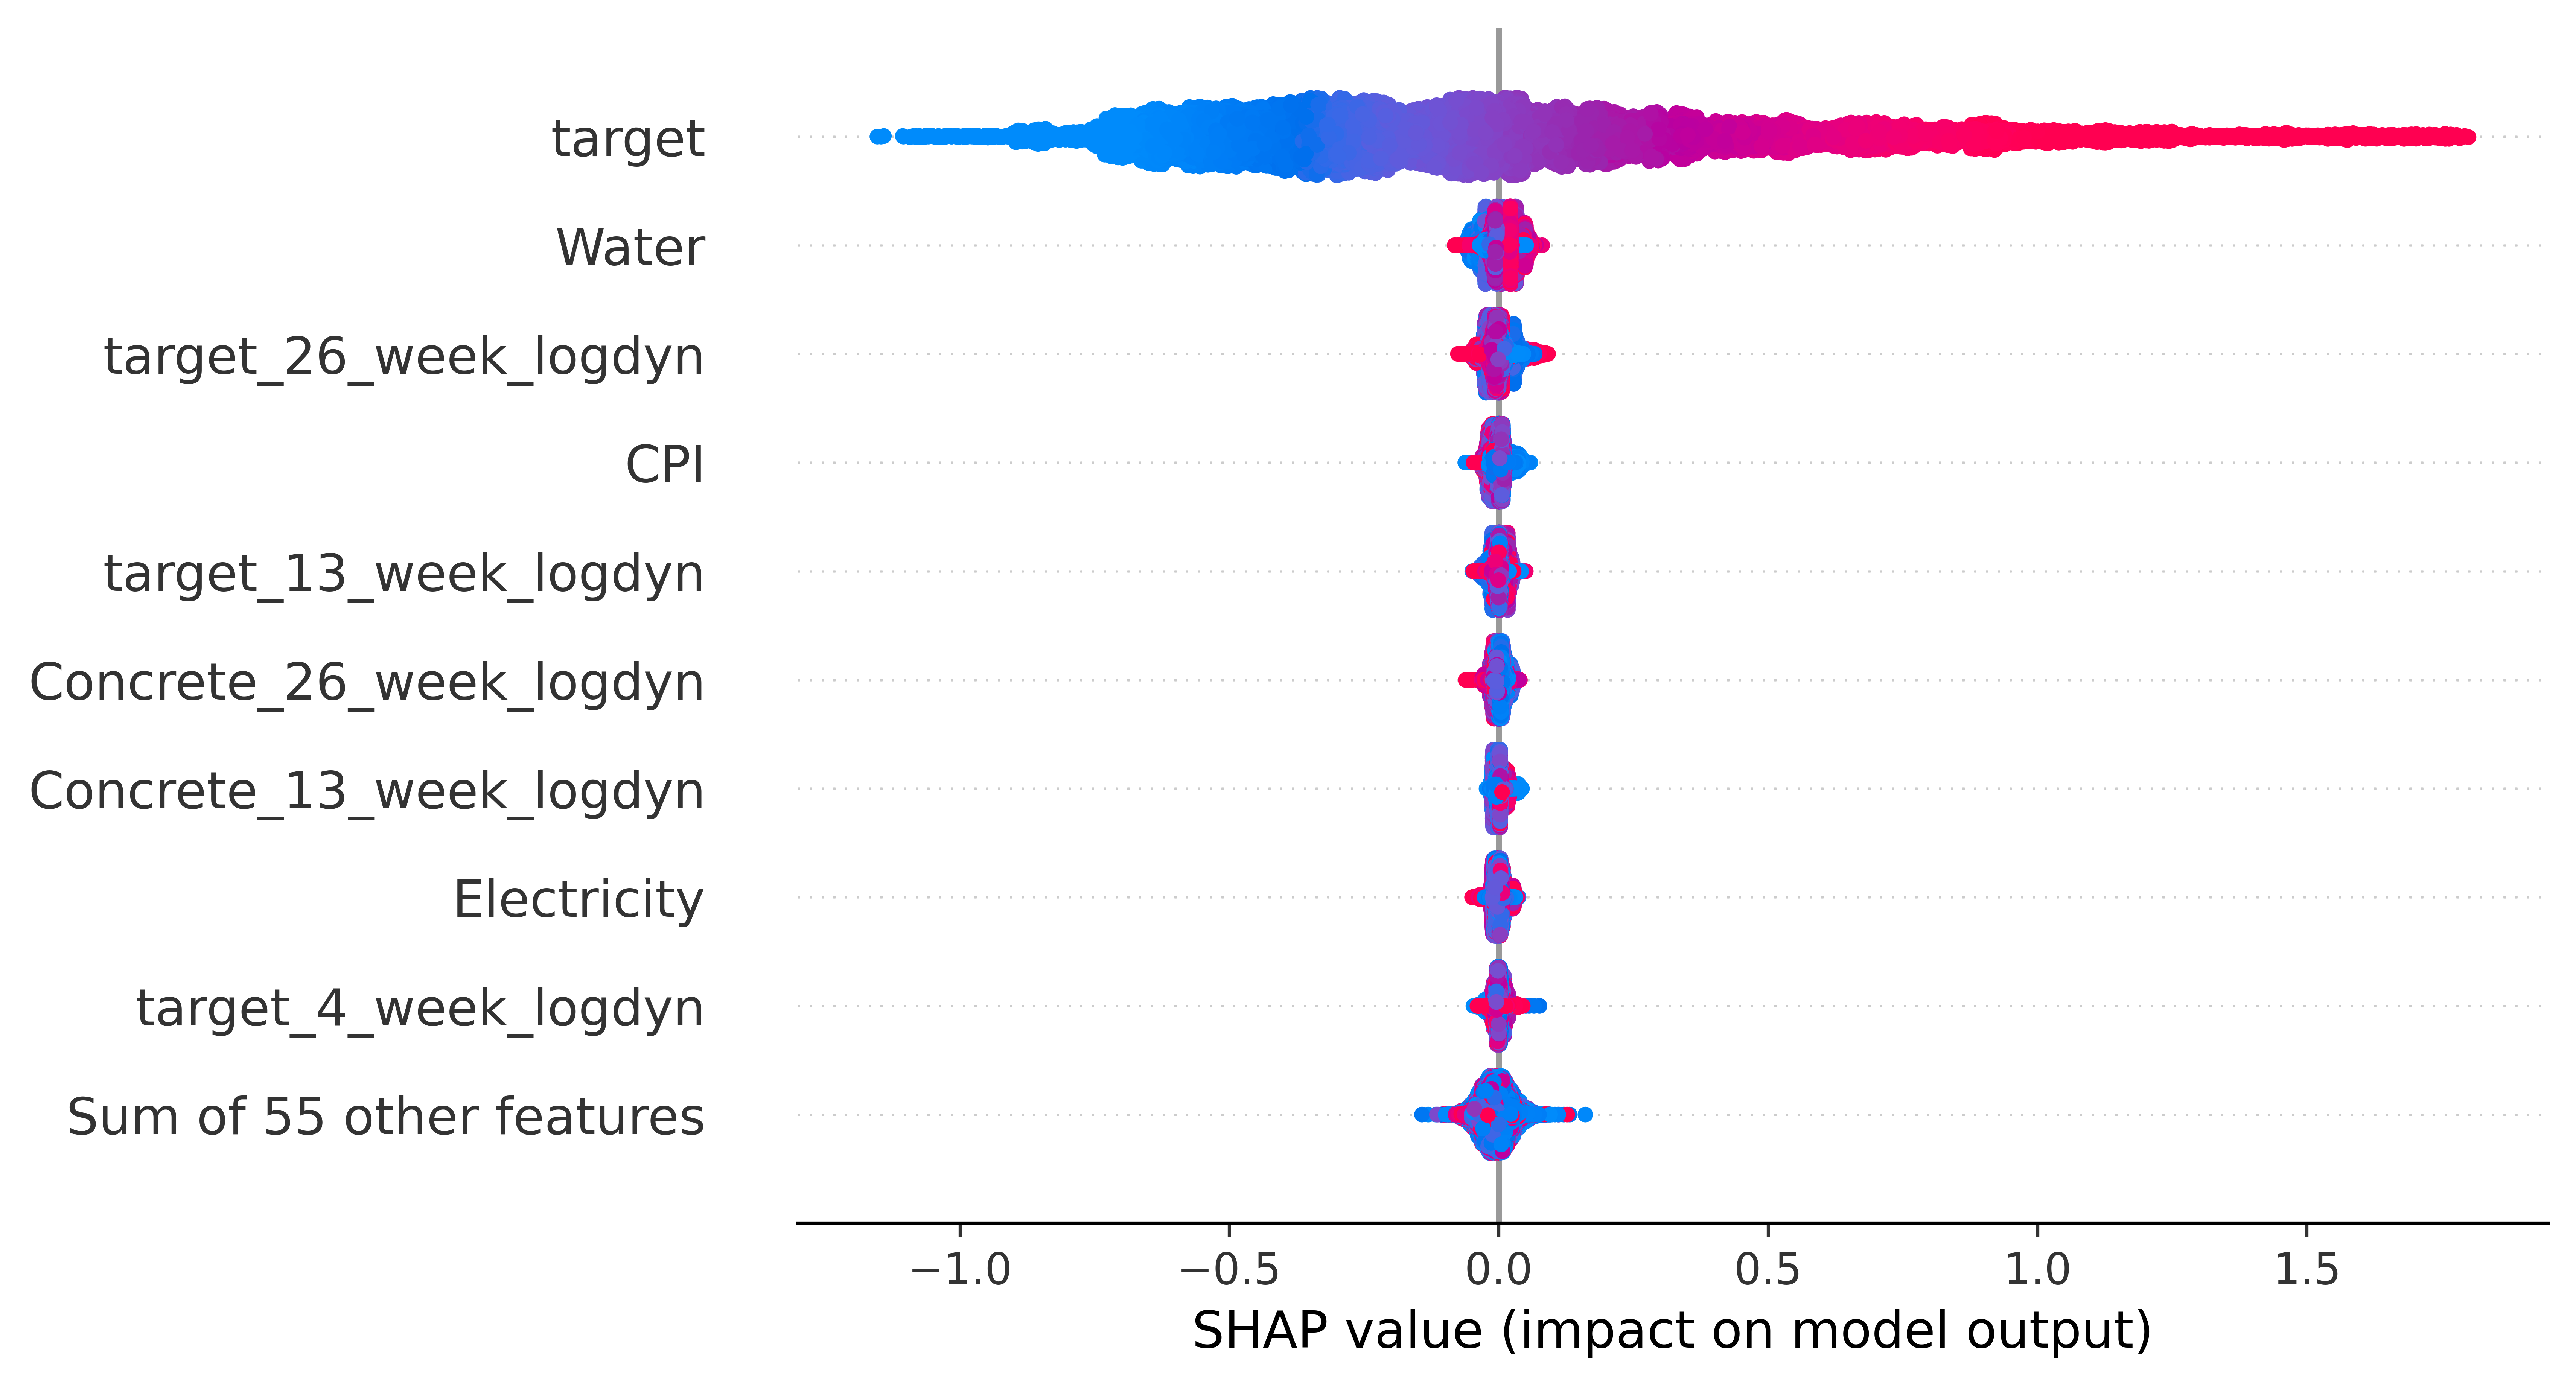 target
Water
target_26_week_logdyn
CPI
target_13_week_logdyn
Concrete_26_week_logdyn
Concrete_13_week_logdyn
Electricity
target_4_week_logdyn
Sum of 55 other features
−1.0 −0.5 0.0 0.5 1.0 1.5
SHAP value (impact on model output)